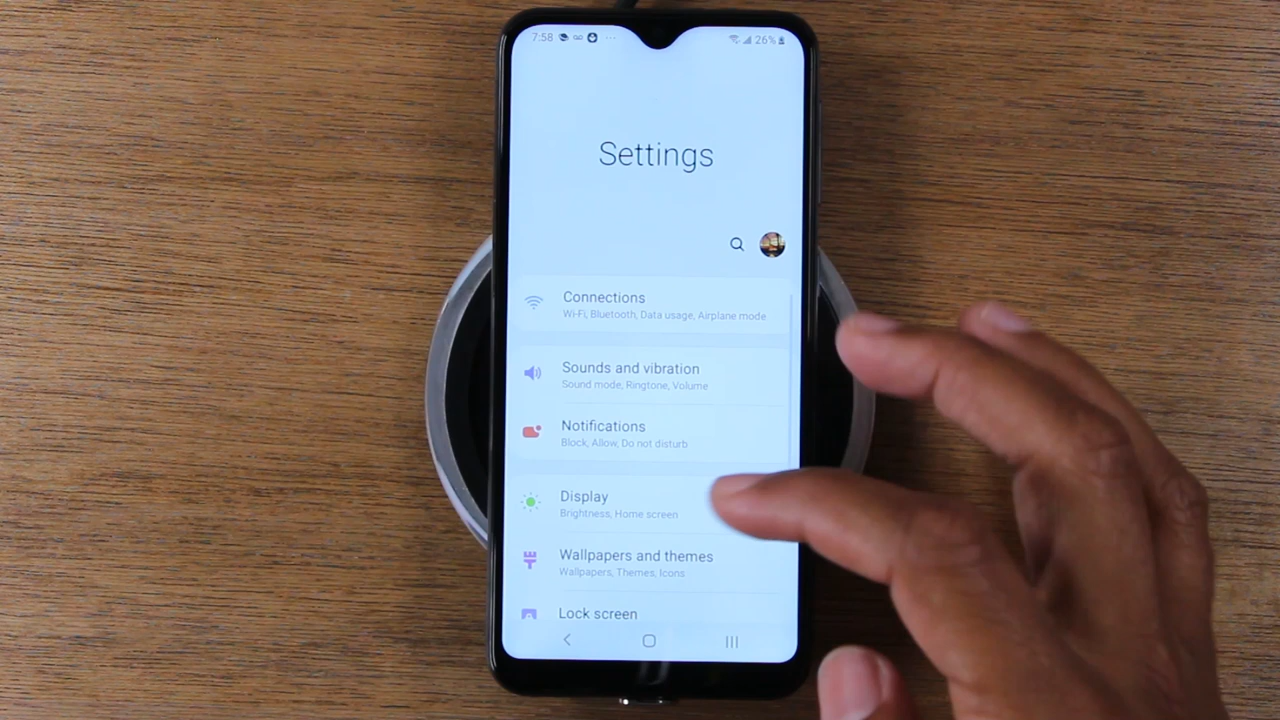 7:58 26%
Settings
Connections
Wi-Fi, Bluetooth, Data usage, Airplane mode
Sounds and vibration
Sound mode, Ringtone, Volume
Notifications
Block, Allow, Do not disturb
Display
Brightness, Home screen
Wallpapers and themes
Wallpapers, Themes, Icons
Lock screen